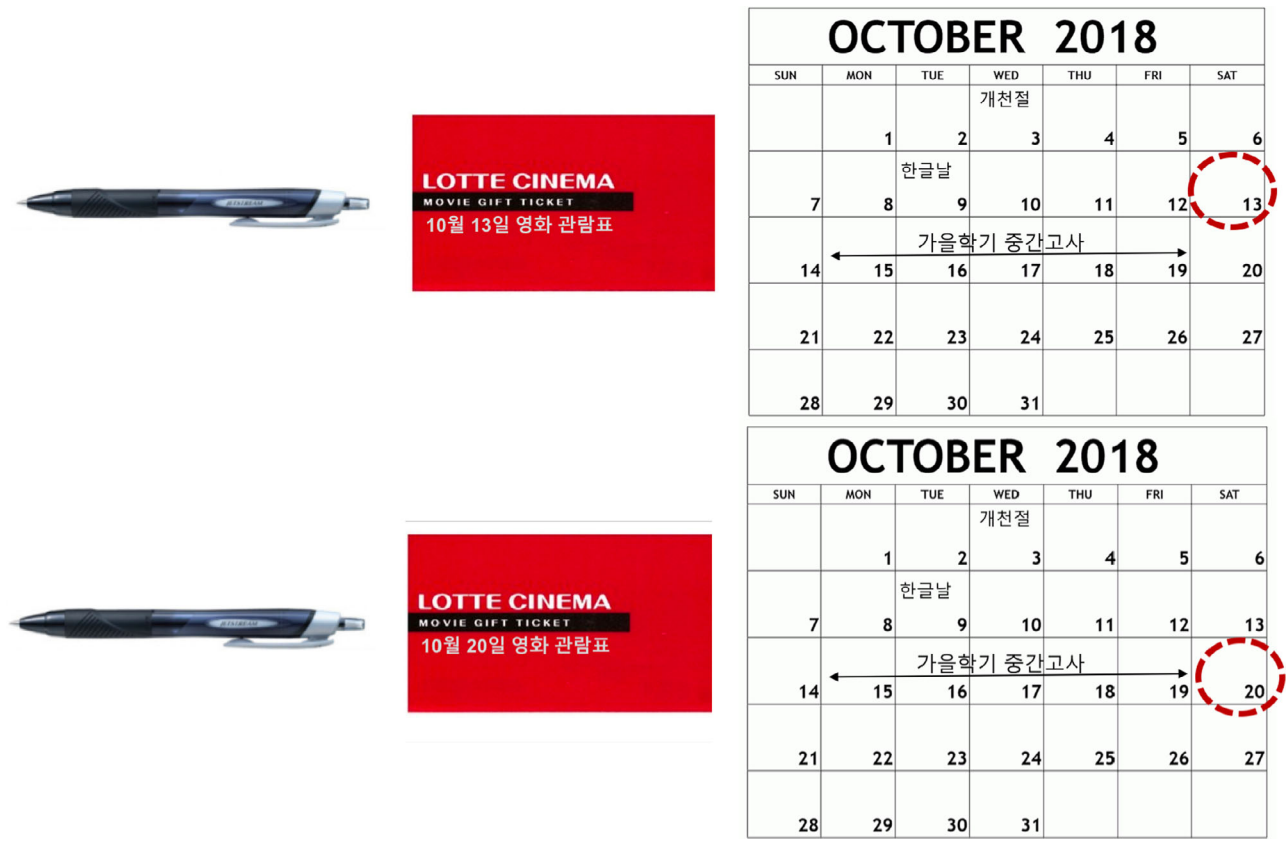 JETSTREAM
LOTTE CINEMA
MOVIE GIFT TICKET
10월 13일 영화 관람표
OCTOBER 2018
SUN MON TUE WED THU FRI SAT
개천절
1 2 3 4 5 6
한글날
7 8 9 10 11 12 13
가을학기 중간고사
14 15 16 17 18 19 20
21 22 23 24 25 26 27
28 29 30 31
JETSTREAM
LOTTE CINEMA
MOVIE GIFT TICKET
10월 20일 영화 관람표
OCTOBER 2018
SUN MON TUE WED THU FRI SAT
개천절
1 2 3 4 5 6
한글날
7 8 9 10 11 12 13
가을학기 중간고사
14 15 16 17 18 19 20
21 22 23 24 25 26 27
28 29 30 31